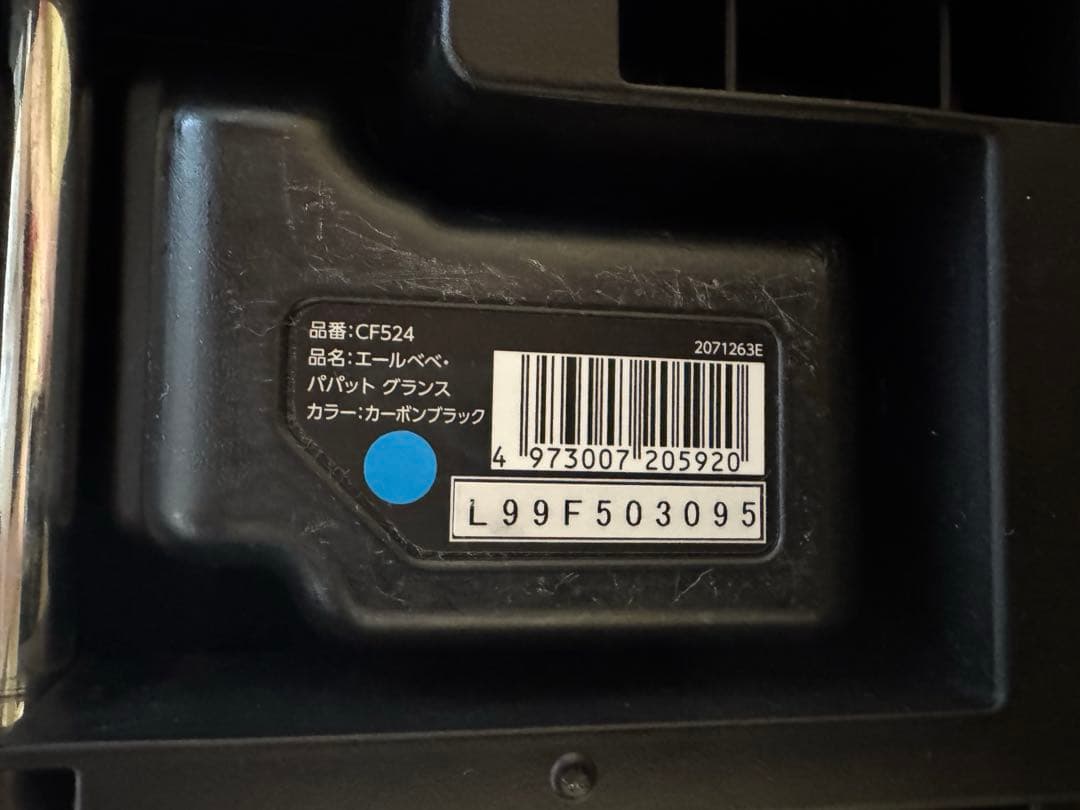 品番:CF524
品名:エールベベ・
パパット グランス
カラー:カーボンブラック
2071263E
4 973007 205920
L99F503095